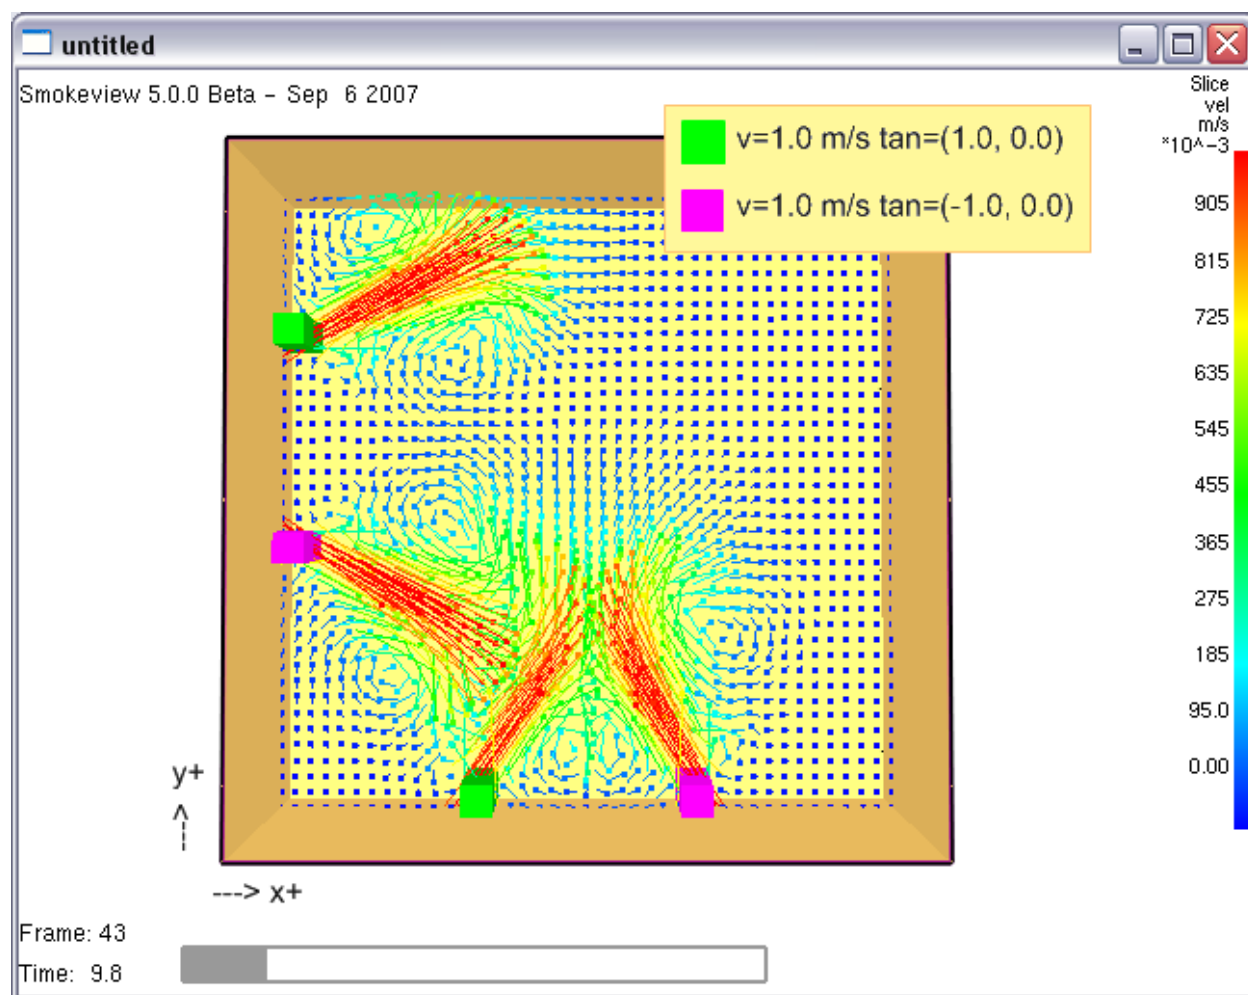 untitled
Smokeview 5.0.0 Beta - Sep 6 2007
Slice
vel
m/s
*10^-3
v=1.0 m/s tan=(1.0, 0.0)
v=1.0 m/s tan=(-1.0, 0.0)
905
815
725
635
545
455
365
275
185
95.0
0.00
y+
<---
---> x+
Frame: 43
Time: 9.8